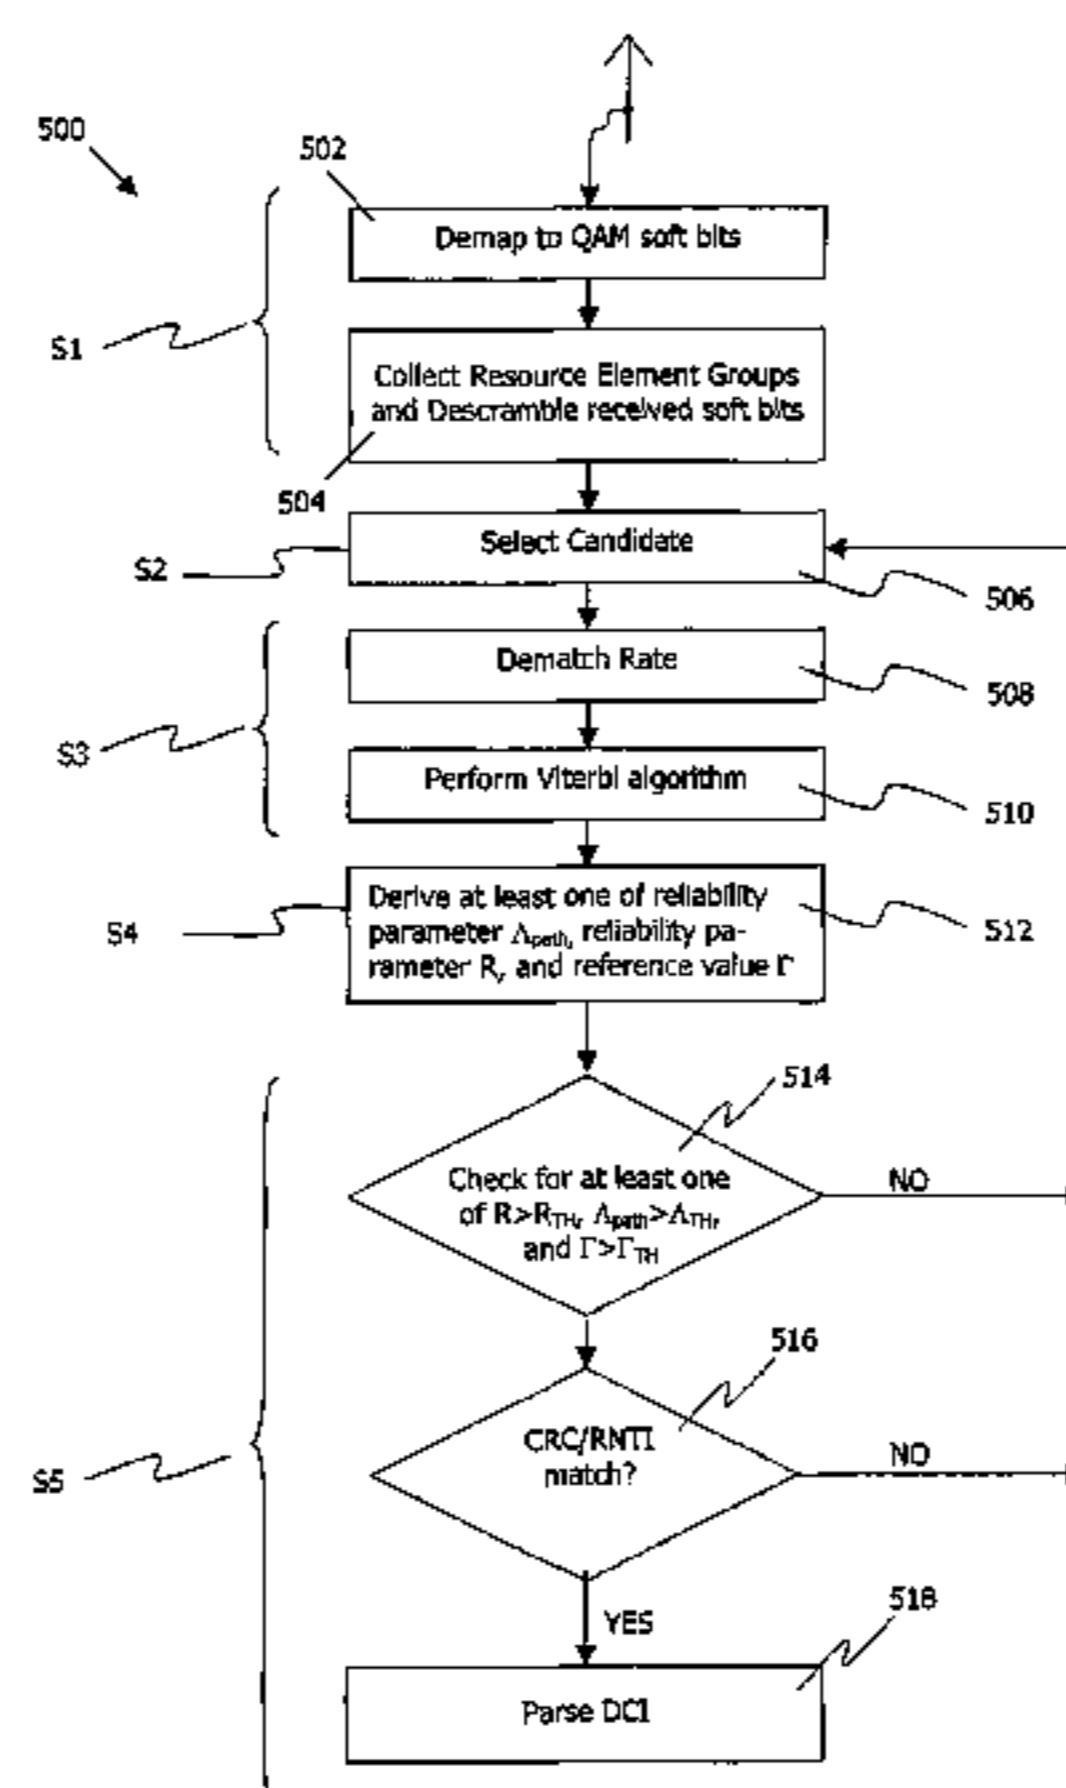 500
502
Demap to QAM soft bits
S1
Collect Resource Element Groups
and Descramble received soft bits
504
Select Candidate
S2
506
Dematch Rate
508
S3
Perform Viterbi algorithm
510
Derive at least one of reliability
parameter Λpath, reliability pa-
rameter R, and reference value Γ
S4
512
514
Check for at least one
of R>RTH, Λpath>ΛTH,
and Γ>ΓTH
NO
516
CRC/RNTI
match?
NO
S5
518
YES
Parse DCI